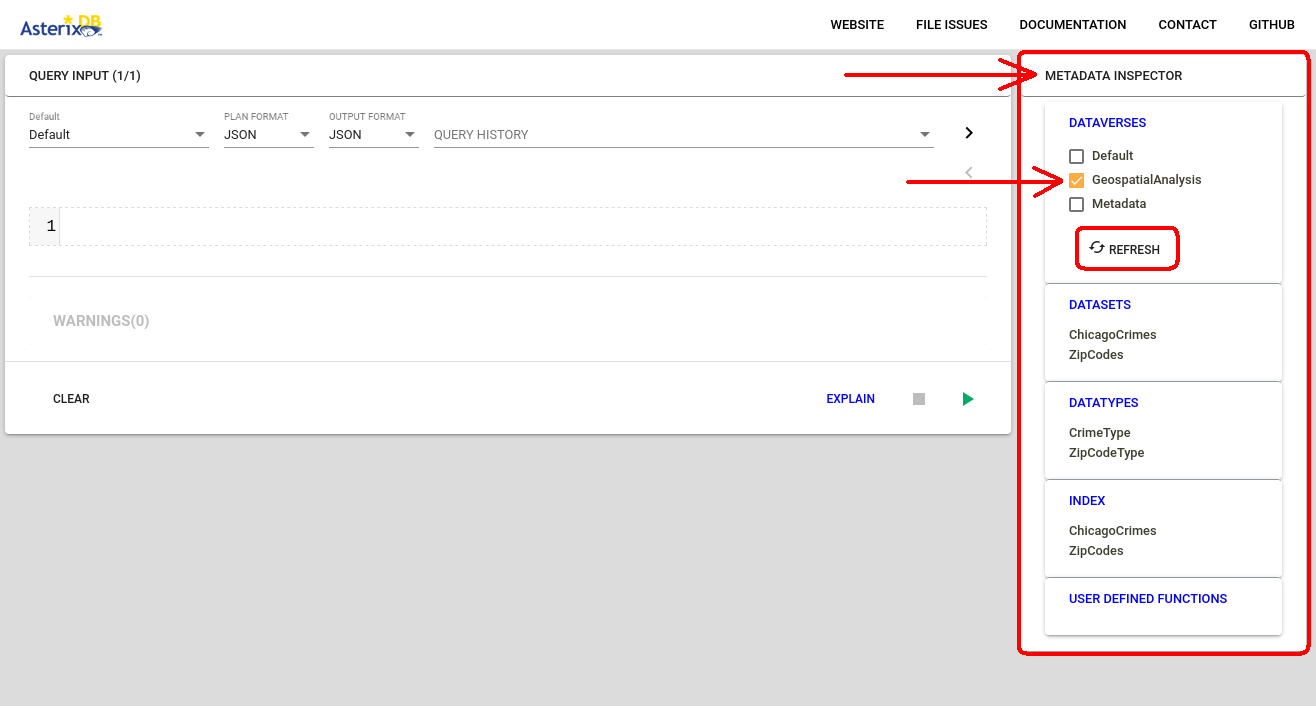 AsterixDB
WEBSITE FILE ISSUES DOCUMENTATION CONTACT GITHUB
QUERY INPUT (1/1)
Default
Default
PLAN FORMAT
JSON
OUTPUT FORMAT
JSON
QUERY HISTORY
1
WARNINGS(0)
CLEAR
EXPLAIN
METADATA INSPECTOR
DATAVERSES
Default
GeospatialAnalysis
Metadata
REFRESH
DATASETS
ChicagoCrimes
ZipCodes
DATATYPES
CrimeType
ZipCodeType
INDEX
ChicagoCrimes
ZipCodes
USER DEFINED FUNCTIONS